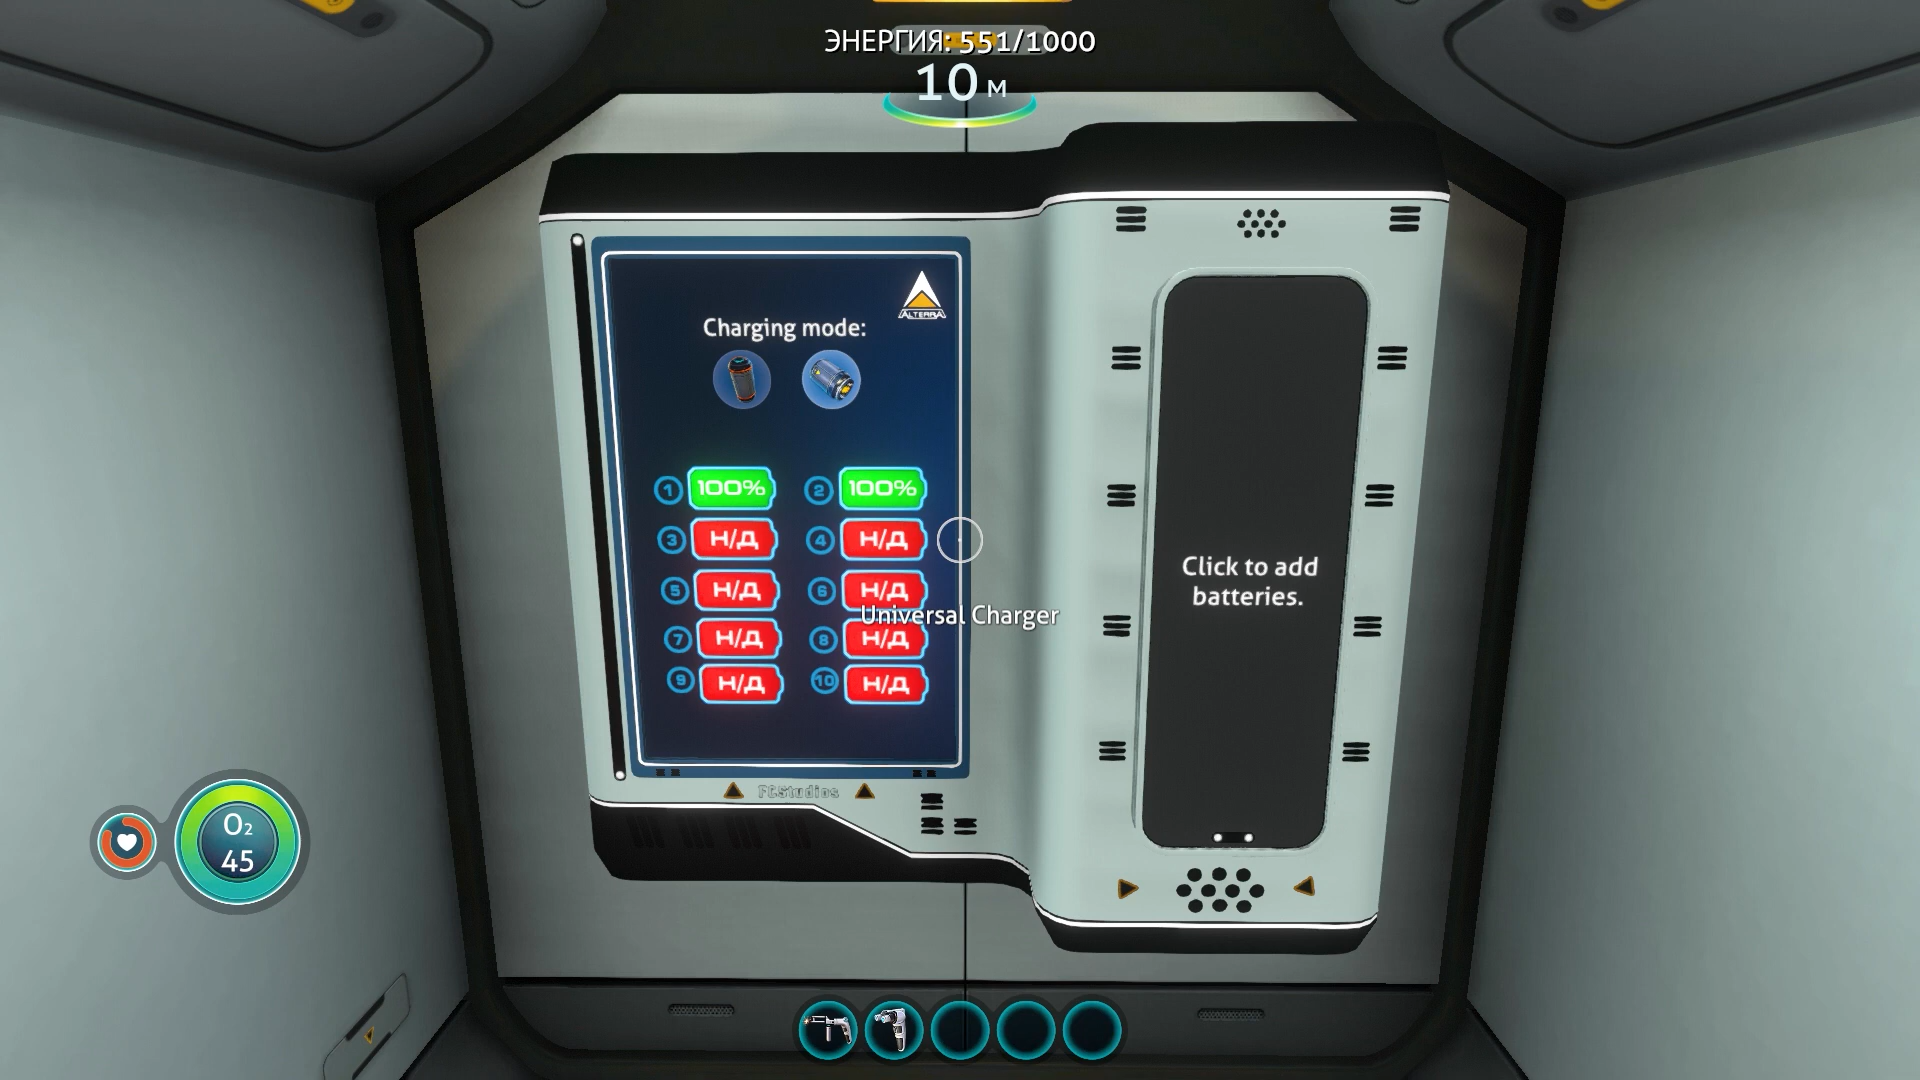 ЭНЕРГИЯ: 551/1000
10 м
ALTERRA
Charging mode:
1 100% 2 100%
3 Н/Д 4 Н/Д
5 Н/Д 6 Н/Д
Universal Charger
7 Н/Д 8 Н/Д
9 Н/Д 10 Н/Д
FCStudios
Click to add
batteries.
O₂
45